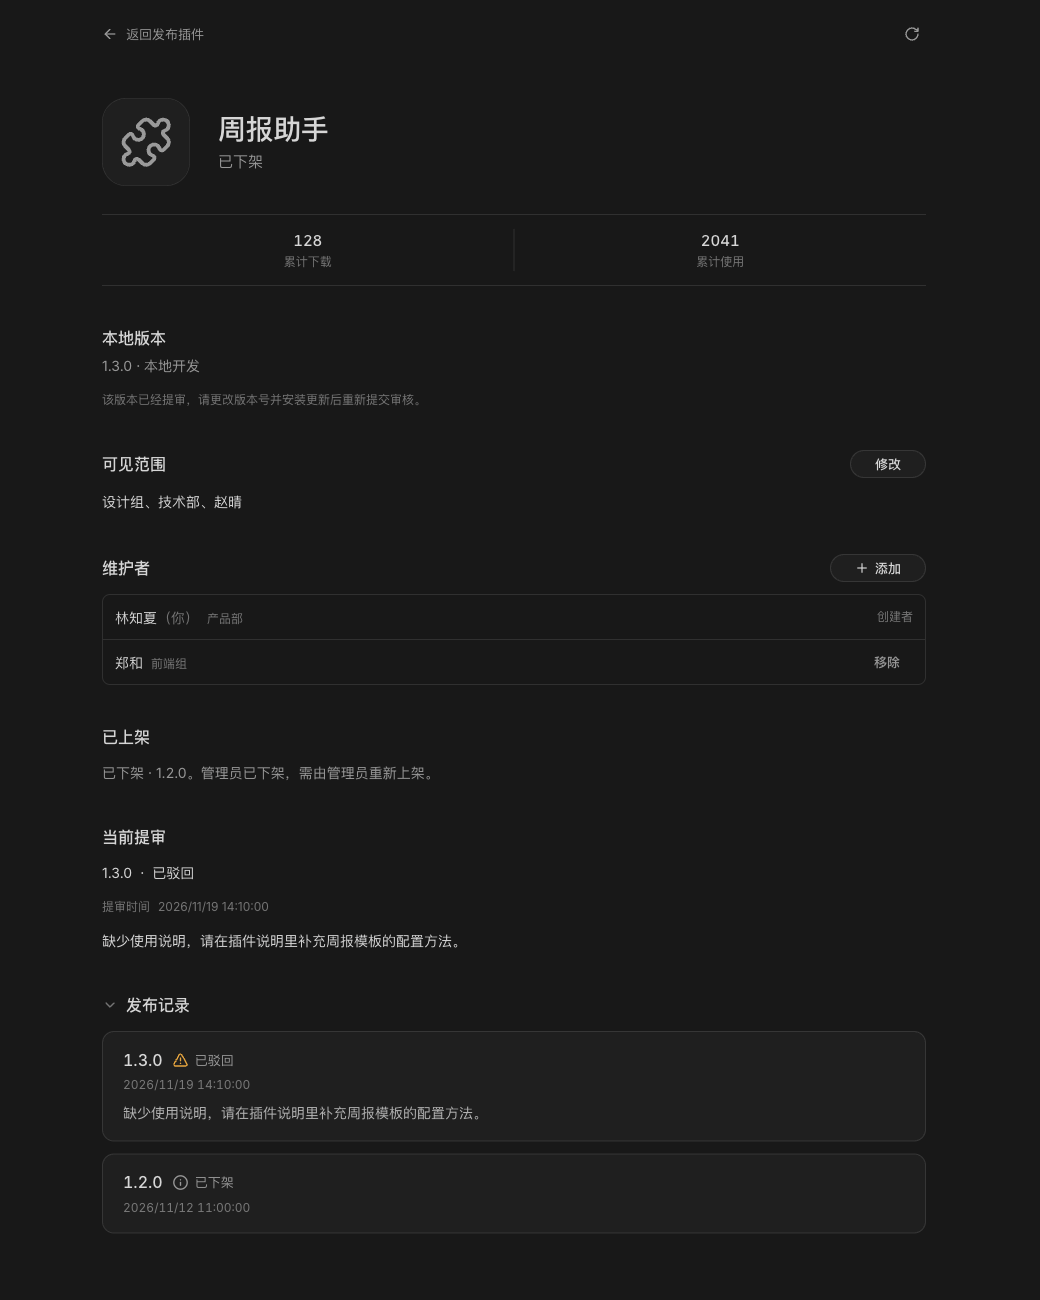 返回发布插件
周报助手
已下架
128
累计下载
2041
累计使用
本地版本
1.3.0 · 本地开发
该版本已经提审，请更改版本号并安装更新后重新提交审核。
可见范围
修改
设计组、技术部、赵晴
维护者
添加
林知夏（你） 产品部
创建者
郑和 前端组
移除
已上架
已下架 · 1.2.0。管理员已下架，需由管理员重新上架。
当前提审
1.3.0 · 已驳回
提审时间 2026/11/19 14:10:00
缺少使用说明，请在插件说明里补充周报模板的配置方法。
发布记录
1.3.0 已驳回
2026/11/19 14:10:00
缺少使用说明，请在插件说明里补充周报模板的配置方法。
1.2.0 已下架
2026/11/12 11:00:00